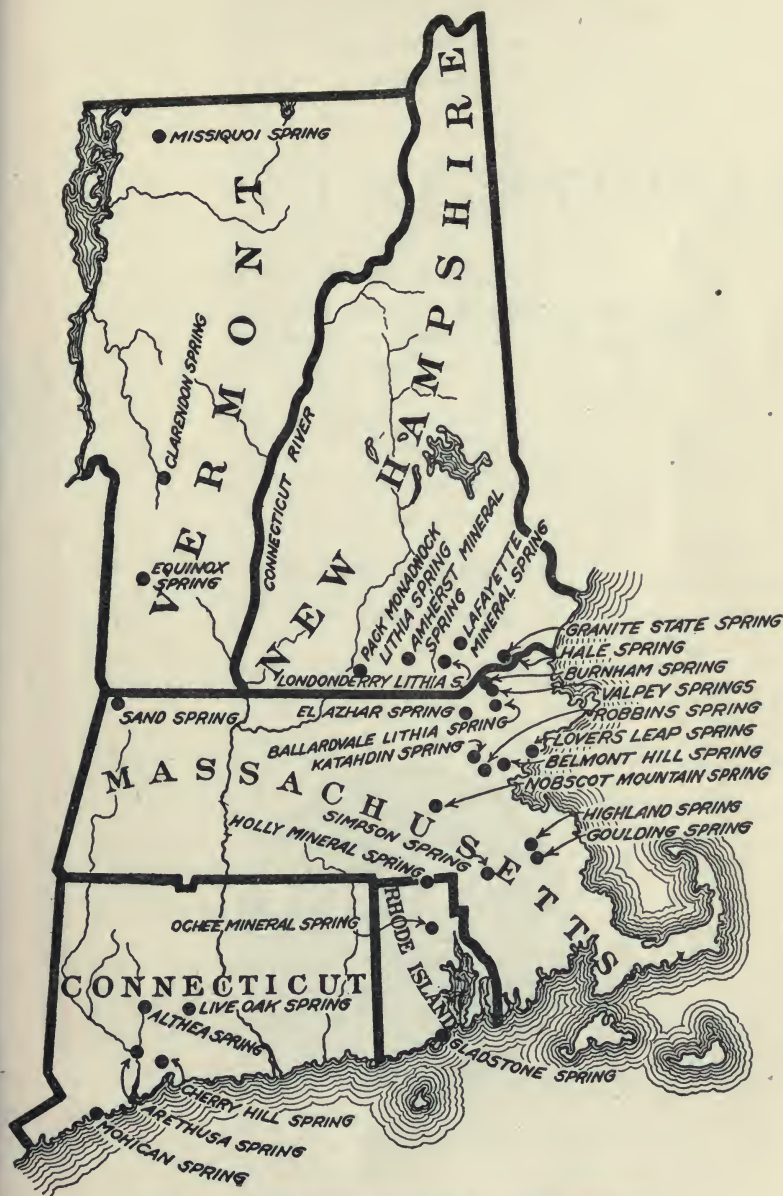 MISSIQUOI SPRING
VERMONT
NEW HAMPSHIRE
CLARENDON SPRING
CONNECTICUT RIVER
EQUINOX
SPRING
PACK MONADNOCK
LITHIA SPRING
AMHERST MINERAL
SPRING
LAFAYETTE
MINERAL SPRING
GRANITE STATE SPRING
HALE SPRING
LONDONDERRY LITHIA S.
BURNHAM SPRING
VALPEY SPRINGS
SAND SPRING
EL AZHAR SPRING
ROBBINS SPRING
BALLARDVALE LITHIA SPRING
LOVERS LEAP SPRING
KATAHDIN SPRING
BELMONT HILL SPRING
NOBSCOT MOUNTAIN SPRING
MASSACHUSETTS
HIGHLAND SPRING
SIMPSON SPRING
GOULDING SPRING
HOLLY MINERAL SPRING
RHODE ISLAND
OCHEE MINERAL SPRING
CONNECTICUT
LIVE OAK SPRING
ALTHEA SPRING
GLADSTONE SPRING
CHERRY HILL SPRING
ARETHUSA SPRING
MOHICAN SPRING